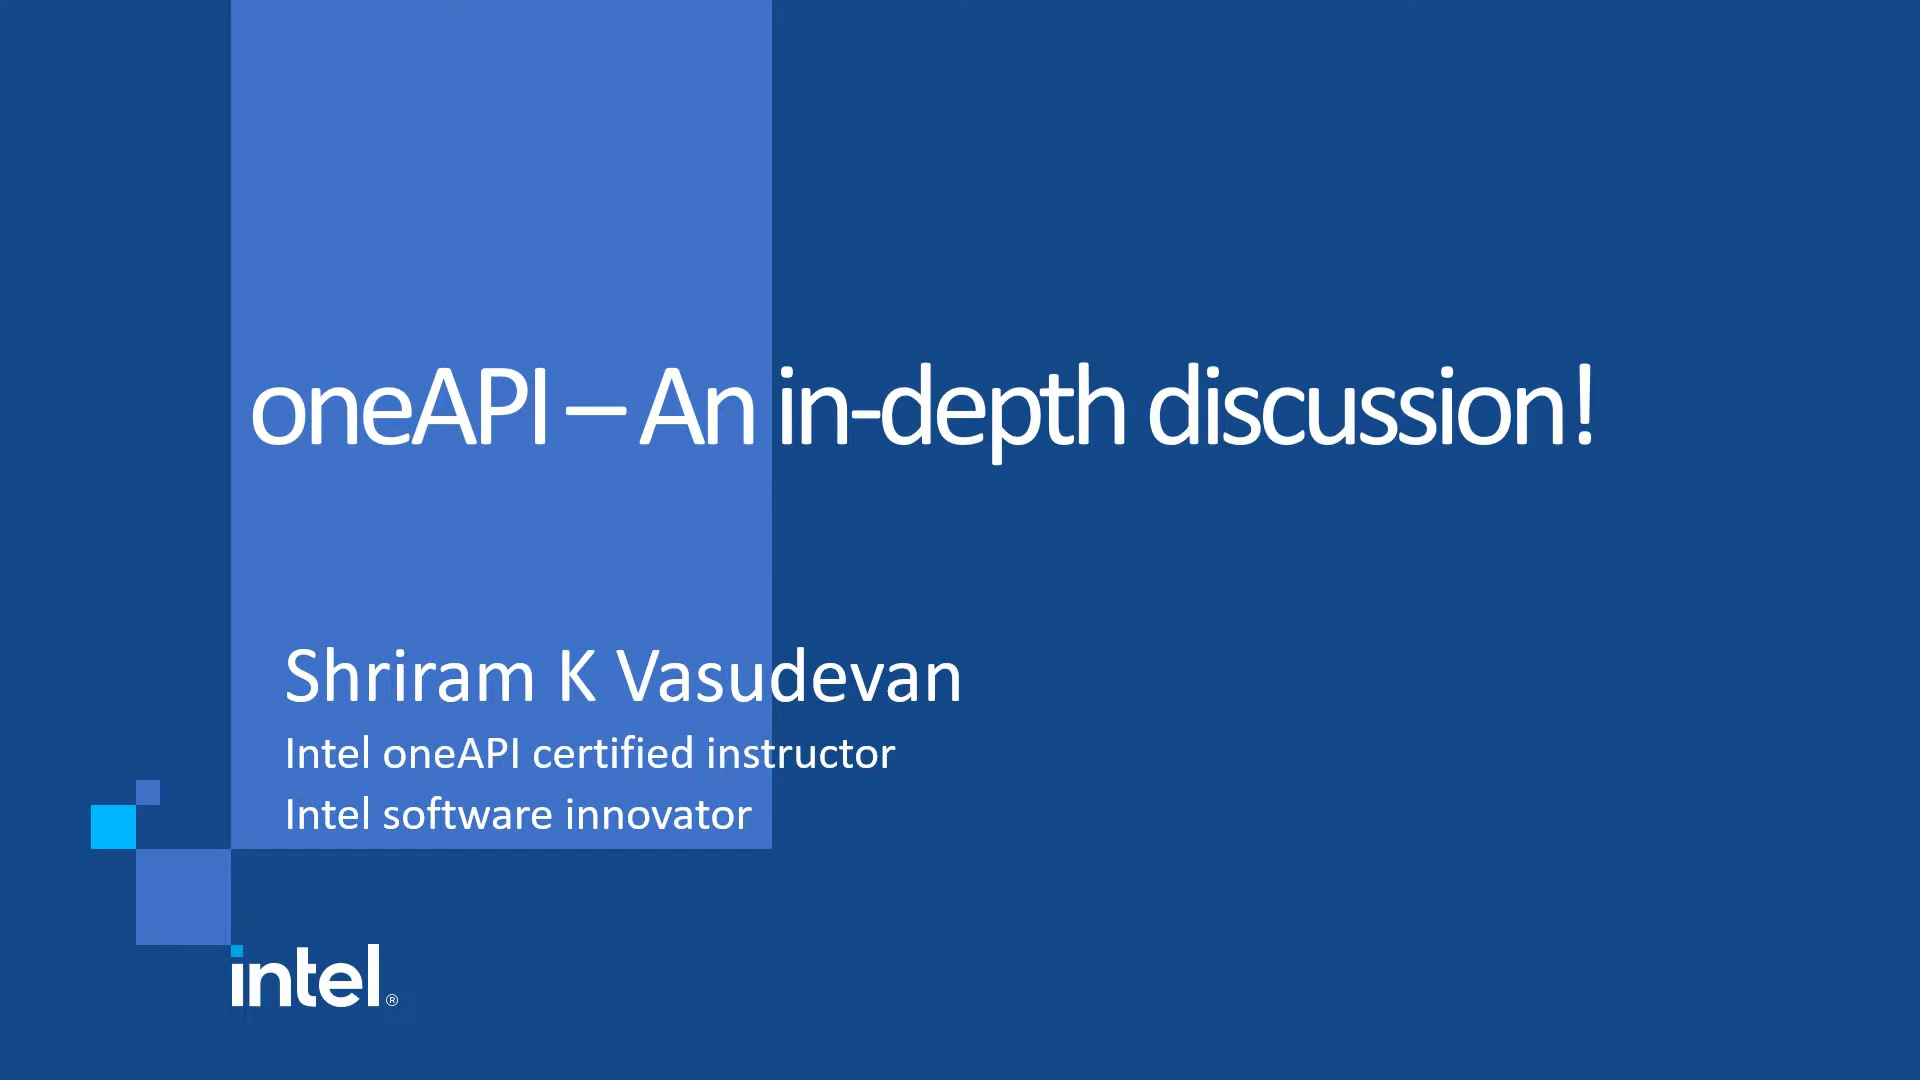 oneAPI – An in-depth discussion!
Shriram K Vasudevan
Intel oneAPI certified instructor
Intel software innovator
intel®